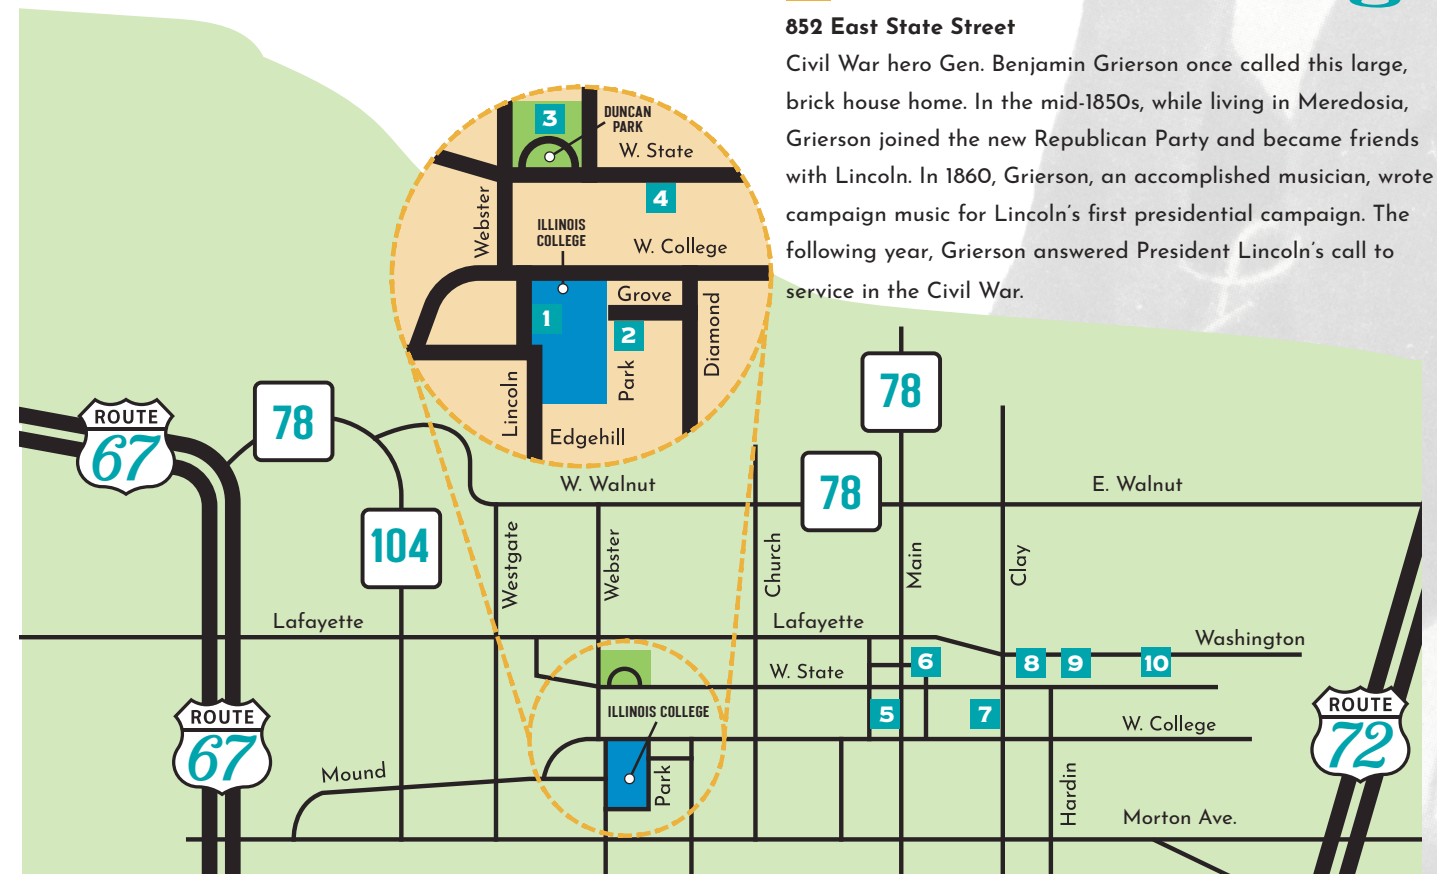 852 East State Street
Civil War hero Gen. Benjamin Grierson once called this large,
brick house home. In the mid-1850s, while living in Meredosia,
Grierson joined the new Republican Party and became friends
with Lincoln. In 1860, Grierson, an accomplished musician, wrote
campaign music for Lincoln's first presidential campaign. The
following year, Grierson answered President Lincoln's call to
service in the Civil War.
3
DUNCAN
PARK
W. State
4
Webster
ILLINOIS
COLLEGE
W. College
1
Grove
2
Diamond
Park
Lincoln
Edgehill
ROUTE
67
78
104
78
78
W. Walnut
E. Walnut
Westgate
Webster
Church
Main
Clay
Lafayette
Lafayette
Washington
6
8
9
10
W. State
5
7
ILLINOIS COLLEGE
W. College
ROUTE
67
ROUTE
72
Mound
Park
Hardin
Morton Ave.